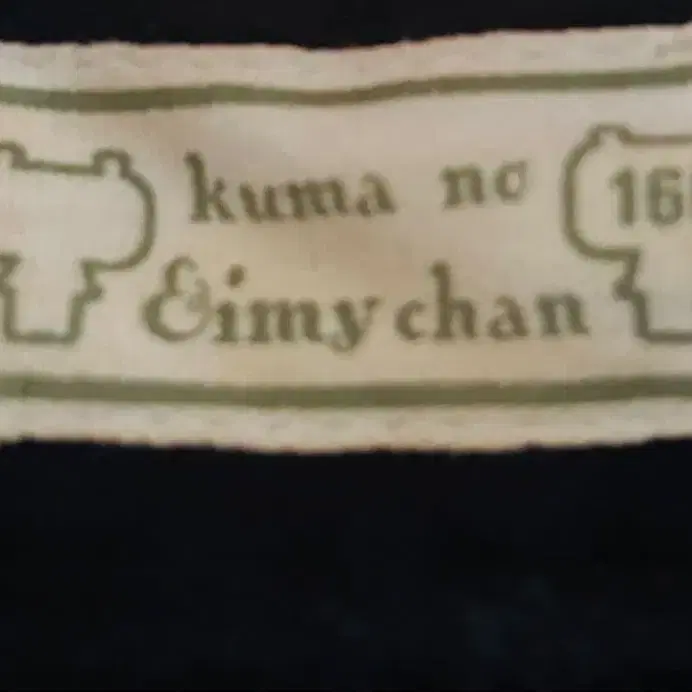 kuma no
Eimy chan